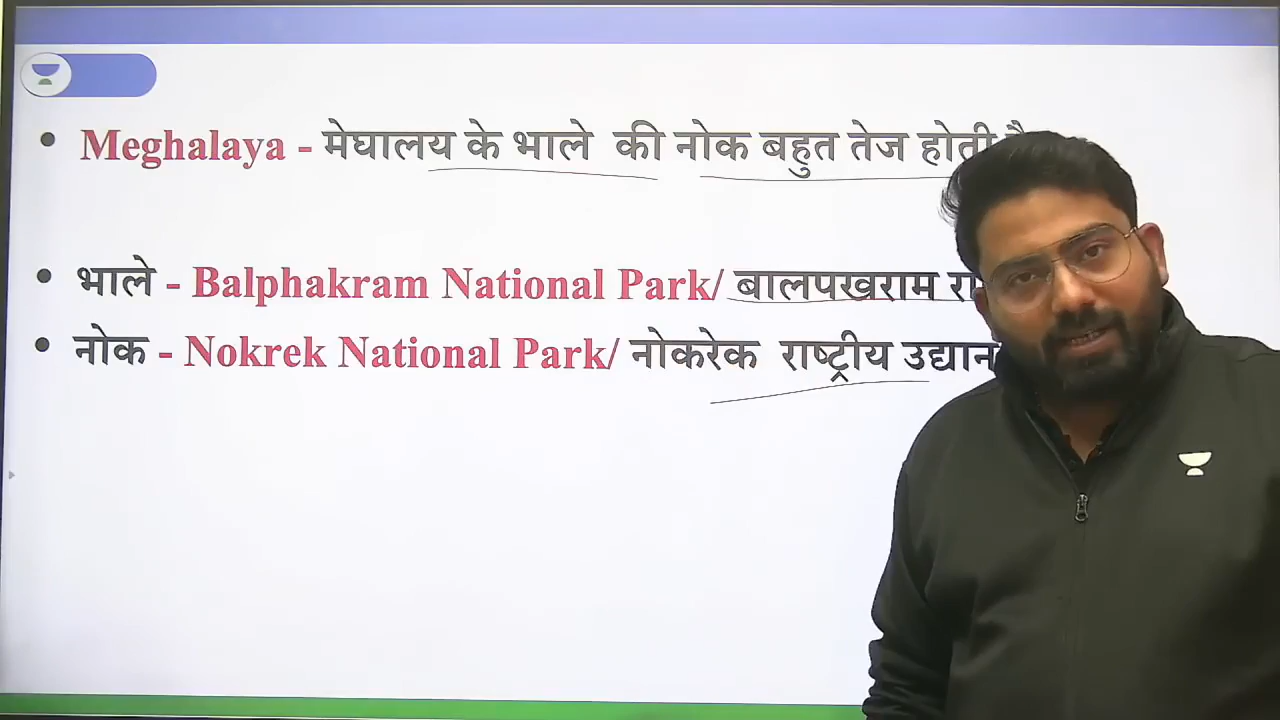 Meghalaya - मेघालय के भाले की नोक बहुत तेज होती
भाले - Balphakram National Park/ बालपखराम
नोक - Nokrek National Park/ नोकरेक राष्ट्रीय उद्यान